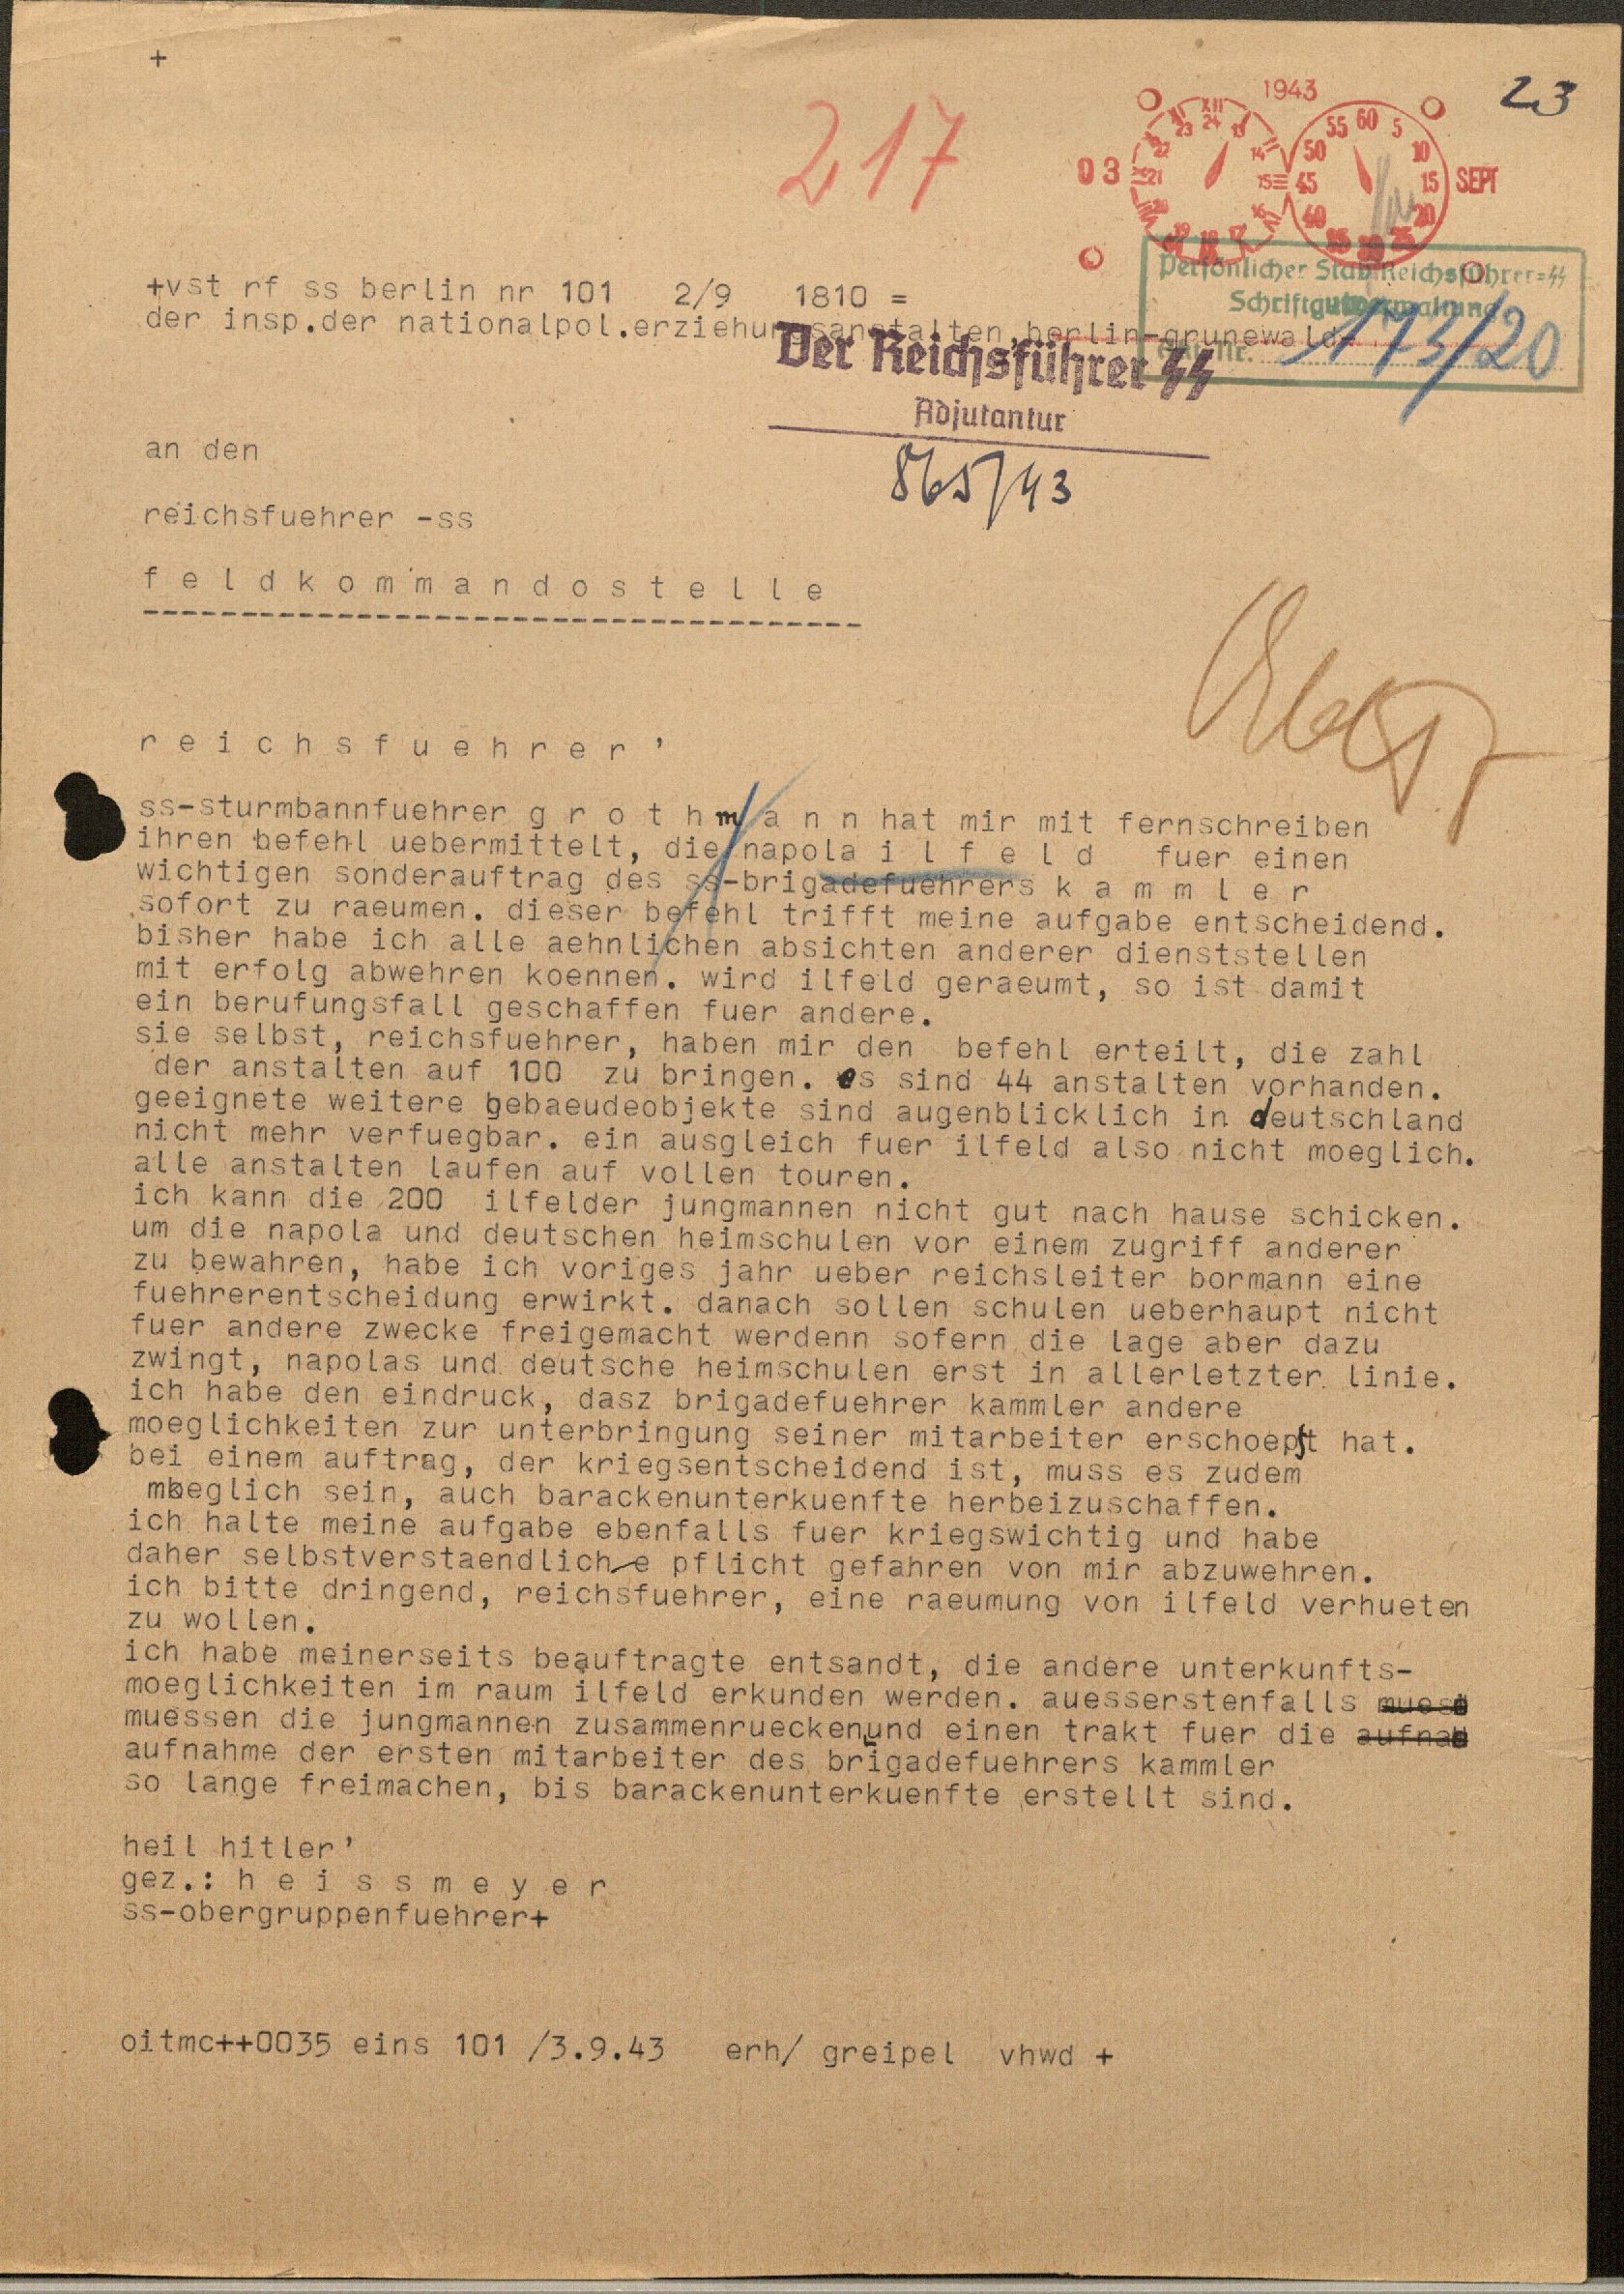 +
23
217
1943
03 SEPT
Persönlicher Stab Reichsführer-SS
Schriftgutverwaltung
173/20
+vst rf ss berlin nr 101 2/9 1810 =
der insp.der nationalpol.erziehungsanstalten,berlin-grunewald
Der Reichsführer SS
Adjutantur
865/43
an den
reichsfuehrer -ss
f e l d k o m m a n d o s t e l l e
r e i c h s f u e h r e r '
ss-sturmbannfuehrer g r o t h m a n n hat mir mit fernschreiben
ihren befehl uebermittelt, die napola i l f e l d fuer einen
wichtigen sonderauftrag des ss-brigadefuehrers k a m m l e r
sofort zu raeumen. dieser befehl trifft meine aufgabe entscheidend.
bisher habe ich alle aehnlichen absichten anderer dienststellen
mit erfolg abwehren koennen. wird ilfeld geraeumt, so ist damit
ein berufungsfall geschaffen fuer andere.
sie selbst, reichsfuehrer, haben mir den befehl erteilt, die zahl
der anstalten auf 100 zu bringen. es sind 44 anstalten vorhanden.
geeignete weitere gebaeudeobjekte sind augenblicklich in deutschland
nicht mehr verfuegbar. ein ausgleich fuer ilfeld also nicht moeglich.
alle anstalten laufen auf vollen touren.
ich kann die 200 ilfelder jungmannen nicht gut nach hause schicken.
um die napola und deutschen heimschulen vor einem zugriff anderer
zu bewahren, habe ich voriges jahr ueber reichsleiter bormann eine
fuehrerentscheidung erwirkt. danach sollen schulen ueberhaupt nicht
fuer andere zwecke freigemacht werdenn sofern die lage aber dazu
zwingt, napolas und deutsche heimschulen erst in allerletzter linie.
ich habe den eindruck, dasz brigadefuehrer kammler andere
moeglichkeiten zur unterbringung seiner mitarbeiter erschoepft hat.
bei einem auftrag, der kriegsentscheidend ist, muss es zudem
moeglich sein, auch barackenunterkuenfte herbeizuschaffen.
ich halte meine aufgabe ebenfalls fuer kriegswichtig und habe
daher selbstverstaendlich e pflicht gefahren von mir abzuwehren.
ich bitte dringend, reichsfuehrer, eine raeumung von ilfeld verhueten
zu wollen.
ich habe meinerseits beauftragte entsandt, die andere unterkunfts-
moeglichkeiten im raum ilfeld erkunden werden. auesserstenfalls
muessen die jungmannen zusammenruecken und einen trakt fuer die
aufnahme der ersten mitarbeiter des brigadefuehrers kammler
so lange freimachen, bis barackenunterkuenfte erstellt sind.
heil hitler'
gez.: h e i s s m e y e r
ss-obergruppenfuehrer+
oitmc++0035 eins 101 /3.9.43 erh/ greipel vhwd +